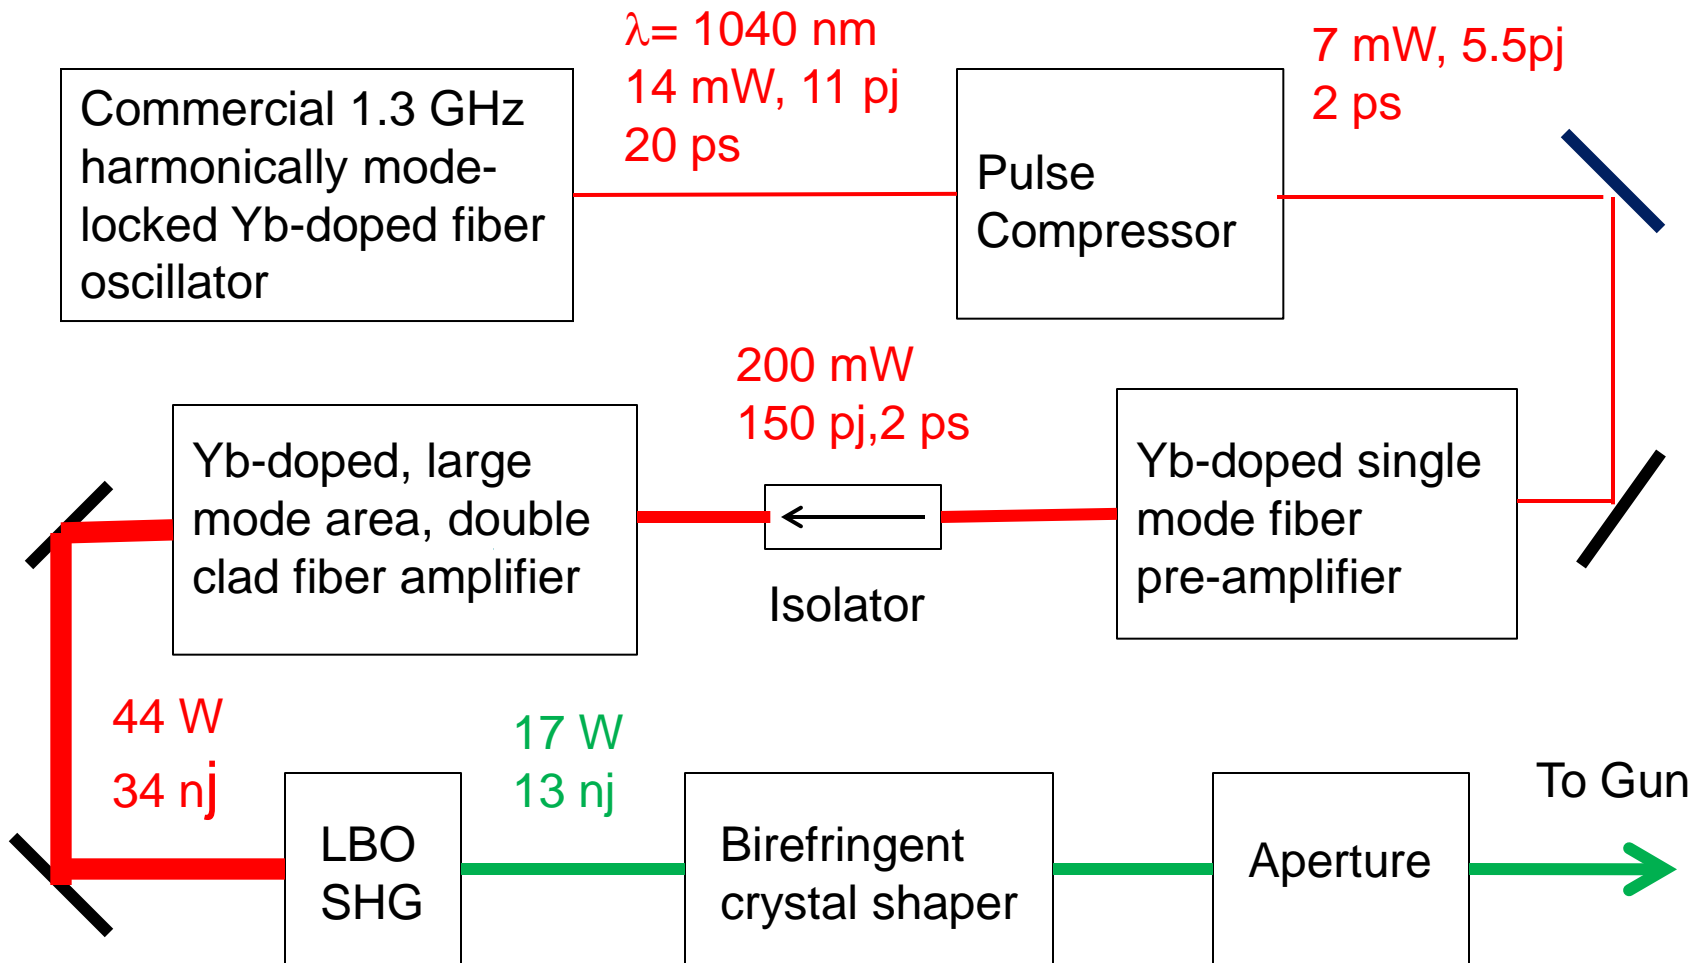 λ= 1040 nm
14 mW, 11 pj
20 ps
7 mW, 5.5pj
2 ps
Commercial 1.3 GHz
harmonically mode-
locked Yb-doped fiber
oscillator
Pulse
Compressor
200 mW
150 pj,2 ps
Yb-doped, large
mode area, double
clad fiber amplifier
Isolator
Yb-doped single
mode fiber
pre-amplifier
44 W
34 nj
17 W
13 nj
LBO
SHG
Birefringent
crystal shaper
Aperture
To Gun